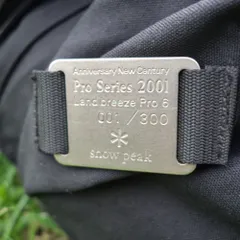 Anniversary/New Century
Pro Series 2001
Land breeze Pro 6
001 / 300
snow peak